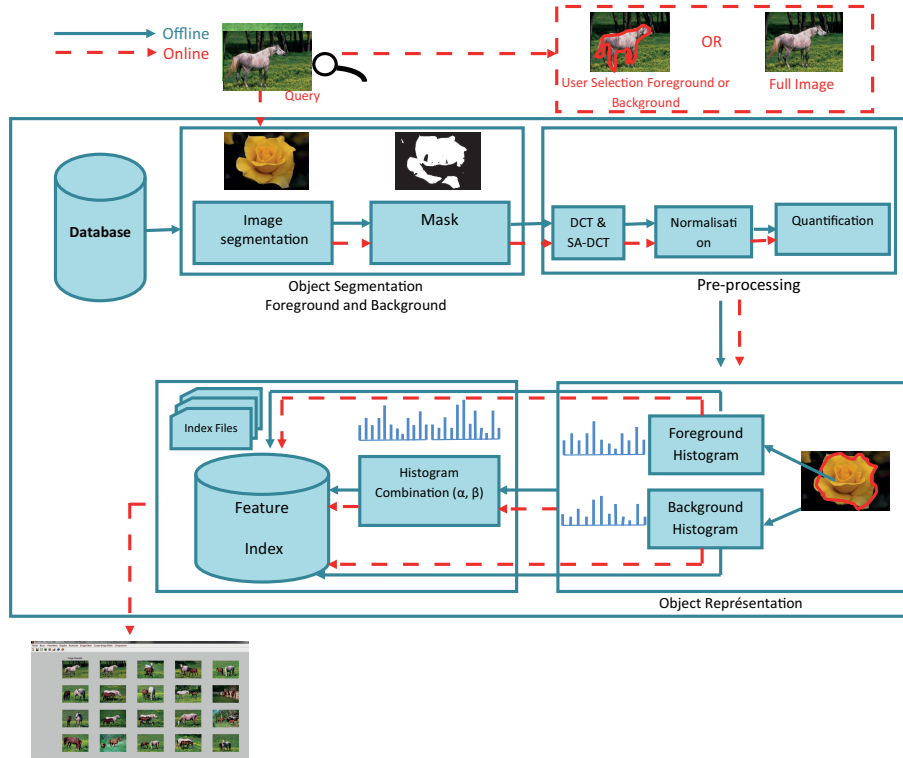 Offline
Online
Query
OR
User Selection Foreground or
Background
Full Image
Database
Image
segmentation
Mask
DCT &
SA-DCT
Normalisati
on
Quantification
Object Segmentation
Foreground and Background
Pre-processing
Index Files
Feature
Index
Histogram
Combination (α, β)
Foreground
Histogram
Background
Histogram
Object Représentation